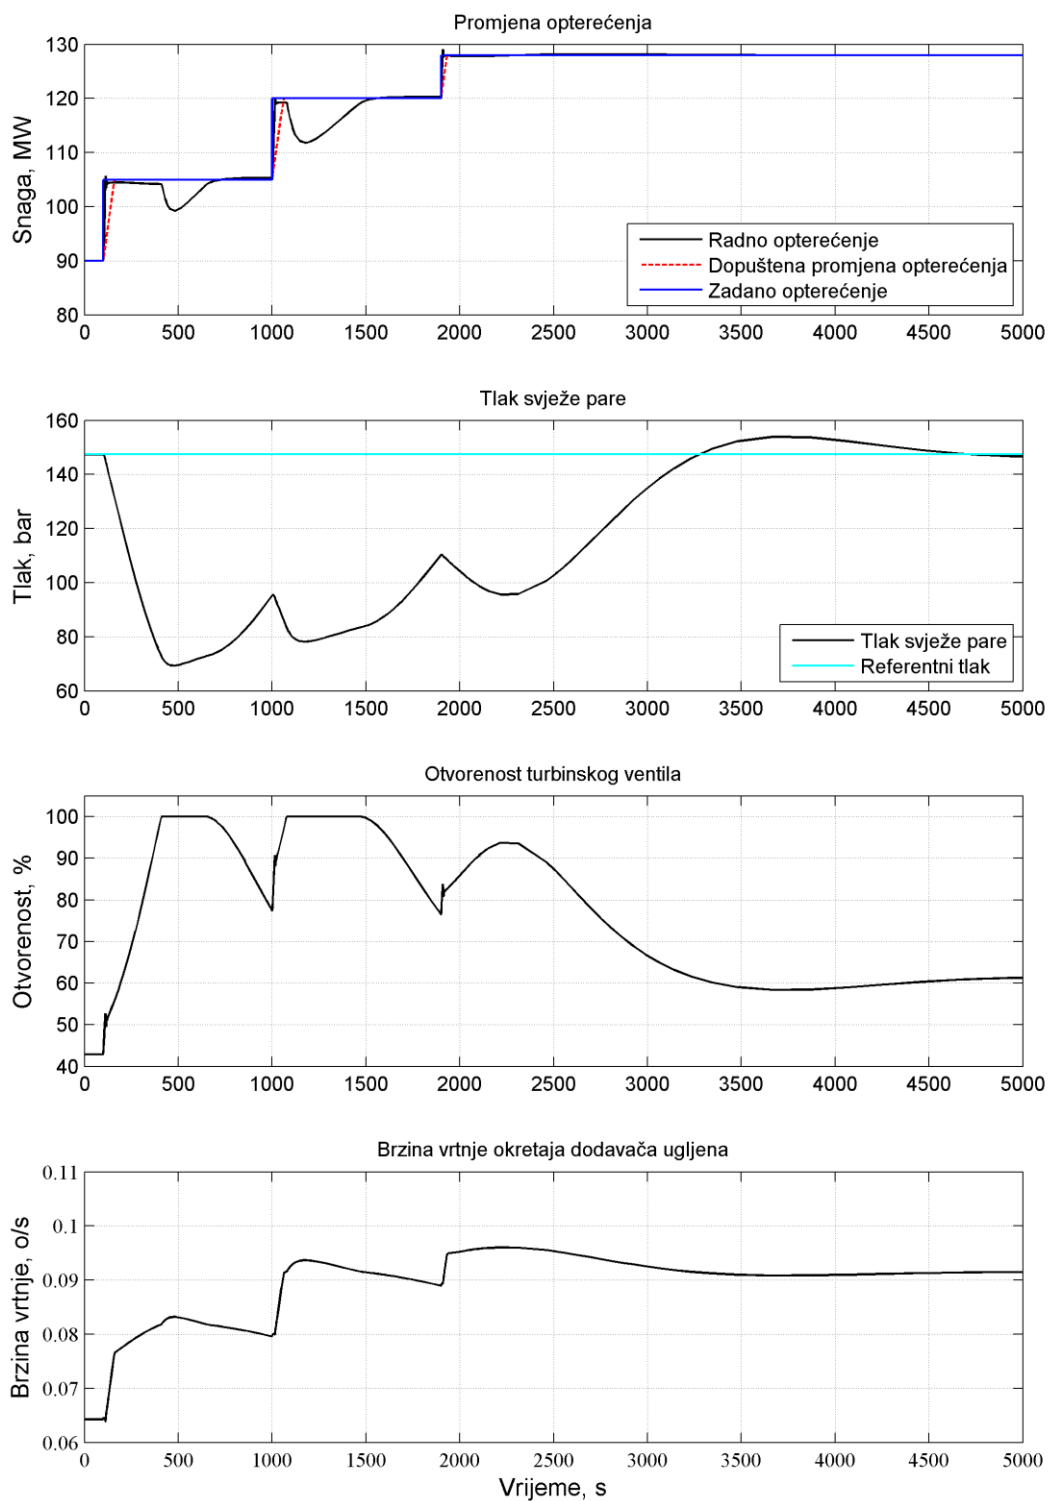 Promjena opterećenja
130
120
110
100
90
80
Snaga, MW
Radno opterećenje
Dopuštena promjena opterećenja
Zadano opterećenje
0 500 1000 1500 2000 2500 3000 3500 4000 4500 5000
Tlak svježe pare
160
140
120
100
80
60
Tlak, bar
Tlak svježe pare
Referentni tlak
0 500 1000 1500 2000 2500 3000 3500 4000 4500 5000
Otvorenost turbinskog ventila
100
90
80
70
60
50
40
Otvorenost, %
0 500 1000 1500 2000 2500 3000 3500 4000 4500 5000
Brzina vrtnje okretaja dodavača ugljena
0.11
0.1
0.09
0.08
0.07
0.06
Brzina vrtnje, o/s
0 500 1000 1500 2000 2500 3000 3500 4000 4500 5000
Vrijeme, s